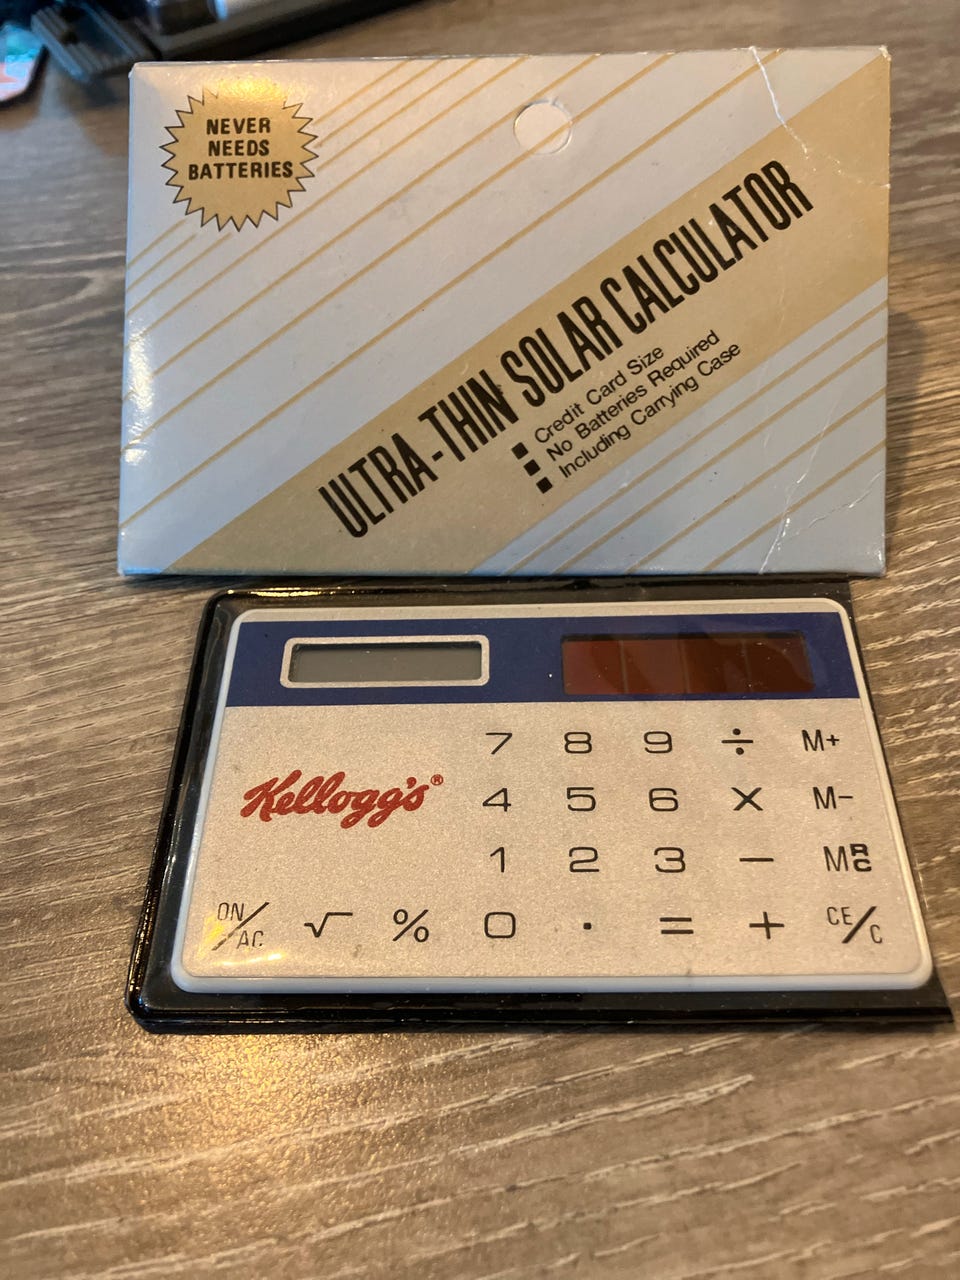 NEVER
NEEDS
BATTERIES
ULTRA-THIN SOLAR CALCULATOR
■ Credit Card Size
■ No Batteries Required
■ Including Carrying Case
Kellogg's®
7 8 9 ÷ M+
4 5 6 × M−
1 2 3 − MRC
ON/AC √ % 0 · = + CE/C